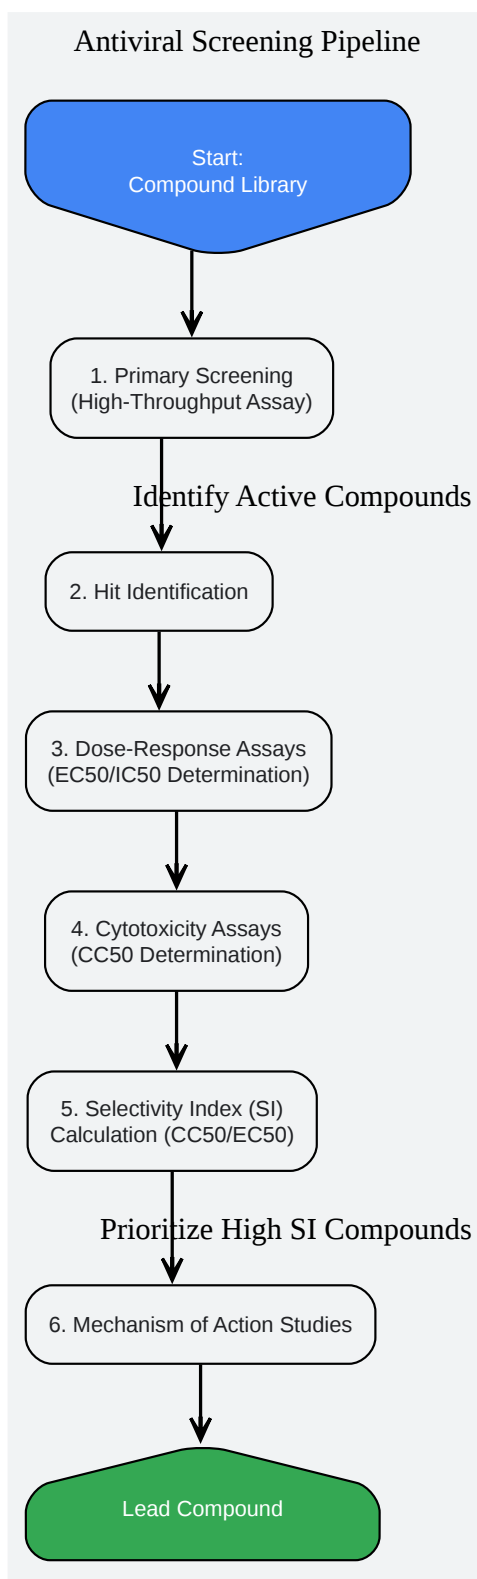 Antiviral Screening Pipeline
Start:
Compound Library
1. Primary Screening
(High-Throughput Assay)
Identify Active Compounds
2. Hit Identification
3. Dose-Response Assays
(EC50/IC50 Determination)
4. Cytotoxicity Assays
(CC50 Determination)
5. Selectivity Index (SI)
Calculation (CC50/EC50)
Prioritize High SI Compounds
6. Mechanism of Action Studies
Lead Compound